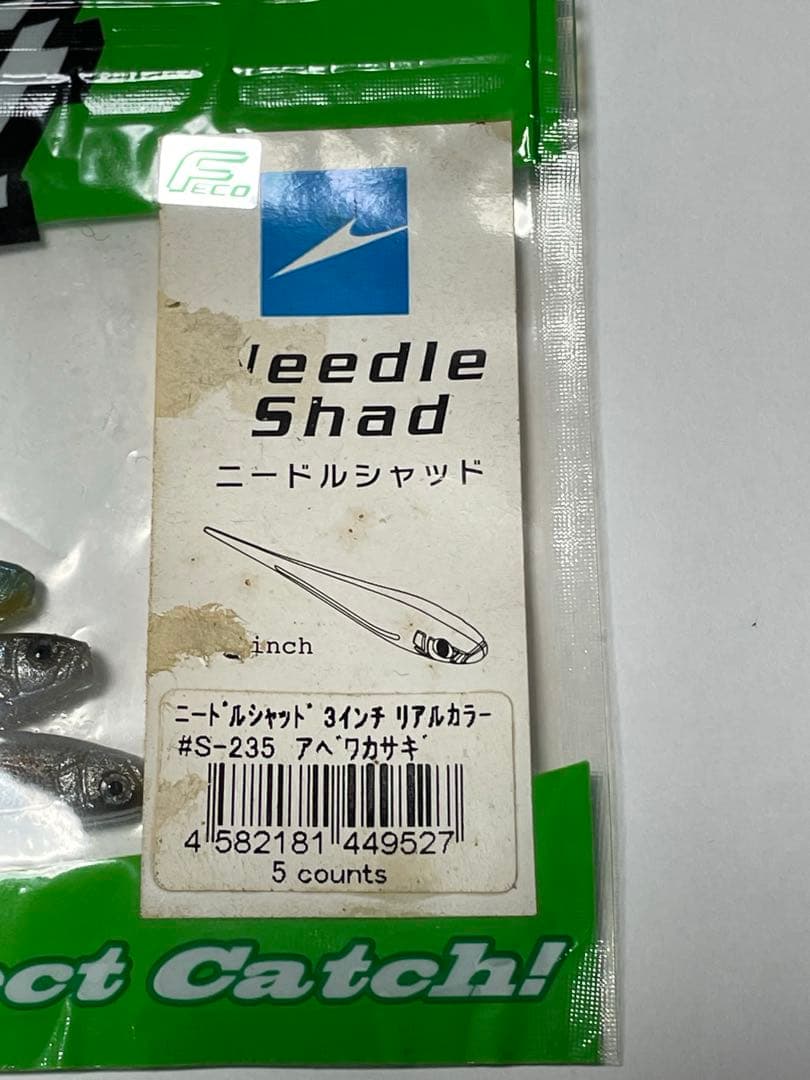 F
ECO
eedle
Shad
ニードルシャッド
inch
ニードルシャッド 3インチ リアルカラー
#S-235 アベワカサギ
4 582181 449527
5 counts
ect Catch!